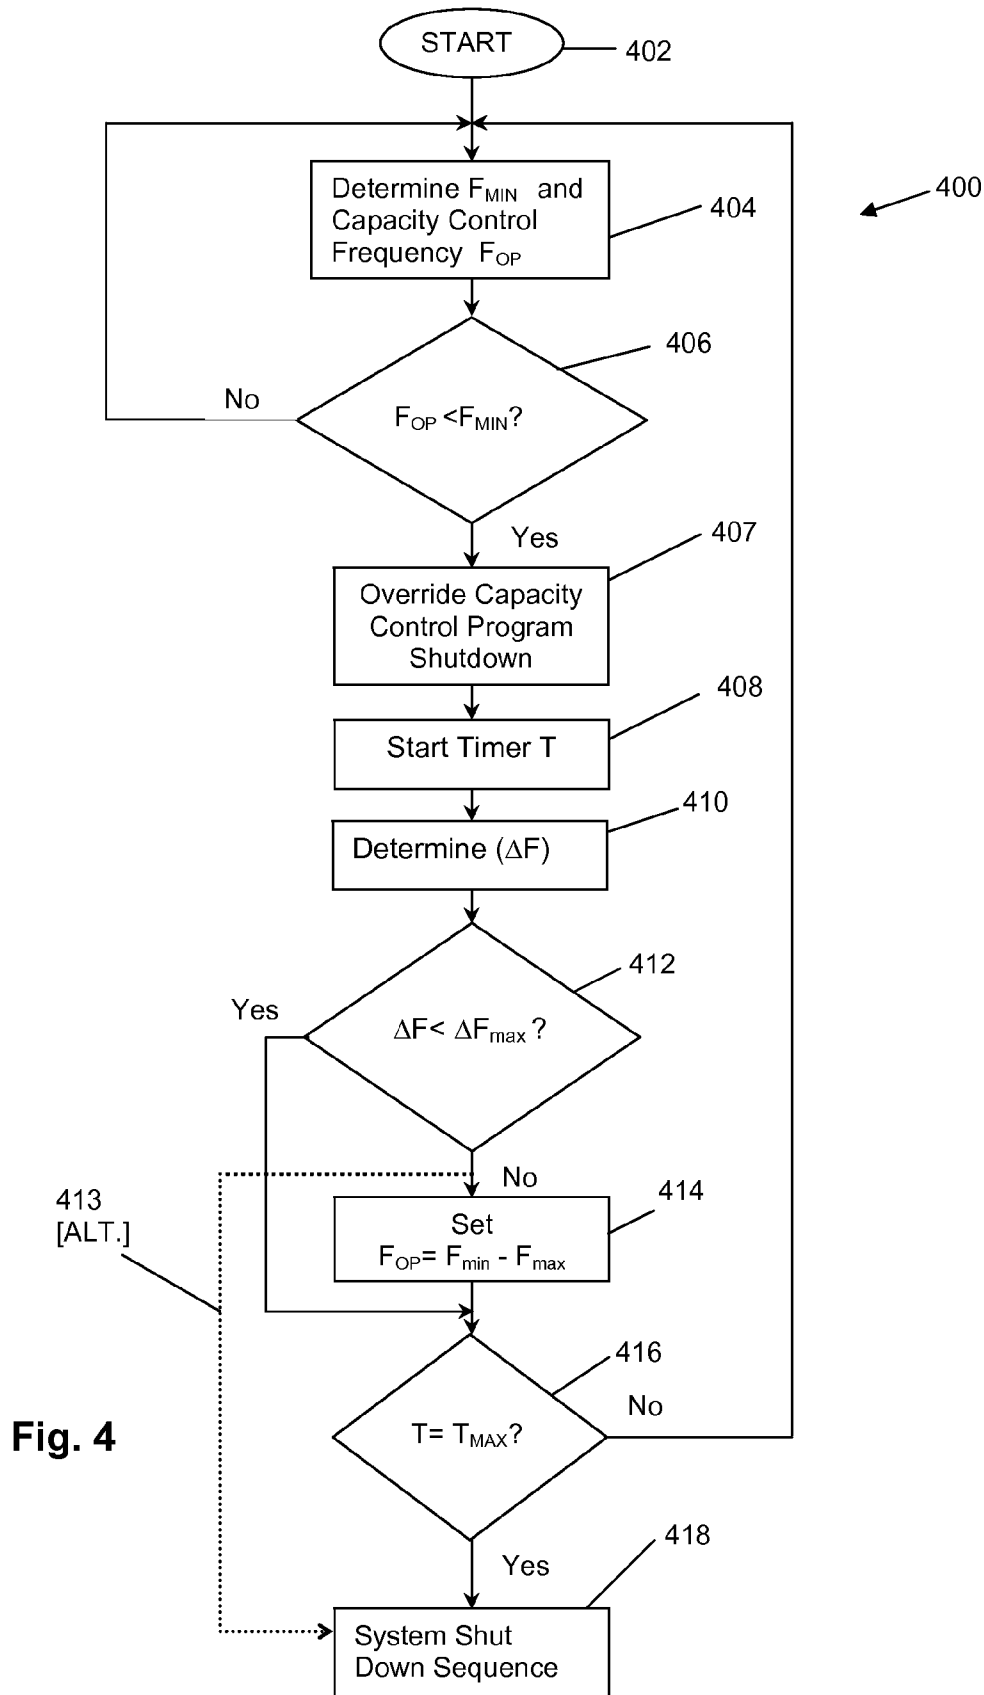 START
402
400
Determine F_MIN and
Capacity Control
Frequency F_OP
404
406
No
F_OP <F_MIN?
Yes
407
Override Capacity
Control Program
Shutdown
408
Start Timer T
410
Determine (ΔF)
412
Yes
ΔF< ΔF_max ?
No
413
[ALT.]
414
Set
F_OP= F_min - F_max
416
No
T= T_MAX?
Fig. 4
Yes
418
System Shut
Down Sequence